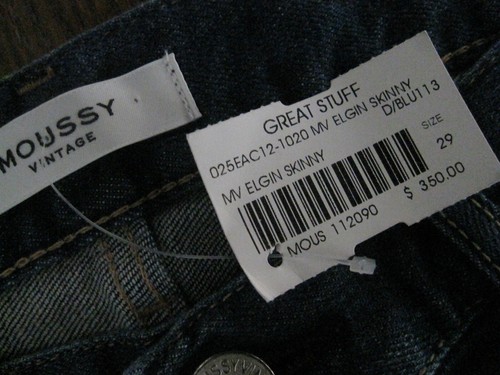 MOUSSY
VINTAGE
GREAT STUFF
025EAC12-1020 MV ELGIN SKINNY
D/BLU113
MV ELGIN SKINNY
SIZE
29
MOUS 112090
$ 350.00